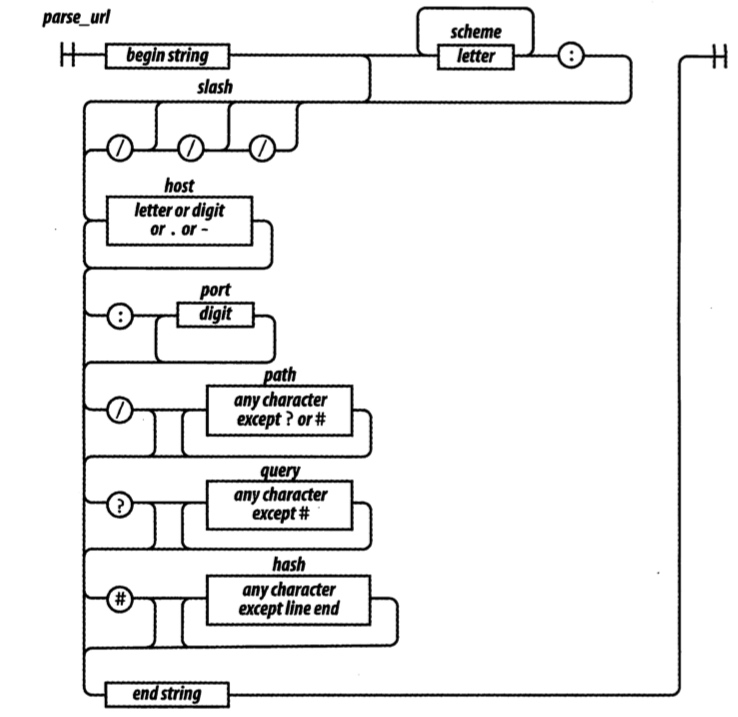 parse_url
scheme
begin string
letter
:
slash
/
/
/
host
letter or digit
or . or -
port
:
digit
path
/
any character
except ? or #
query
?
any character
except #
hash
#
any character
except line end
end string